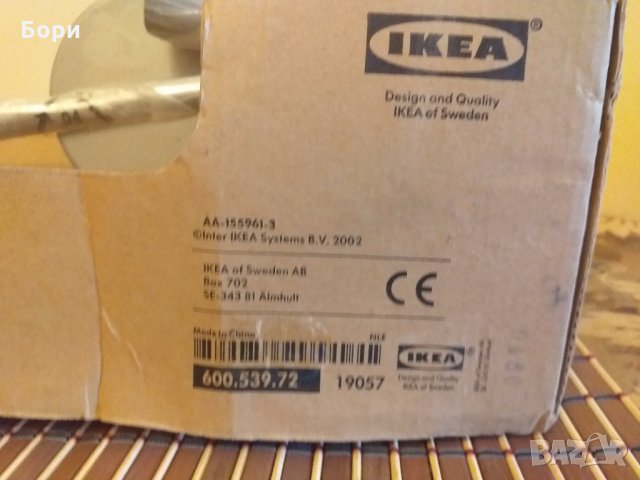 Бори
IKEA®
Design and Quality
IKEA of Sweden
04
AA-155961-3
©Inter IKEA Systems B.V. 2002
IKEA of Sweden AB
Box 702
SE-343 81 Älmhult
CE
Made in China
600.539.72
19057
IKEA®
Design and Quality
IKEA of Sweden
BAZAR